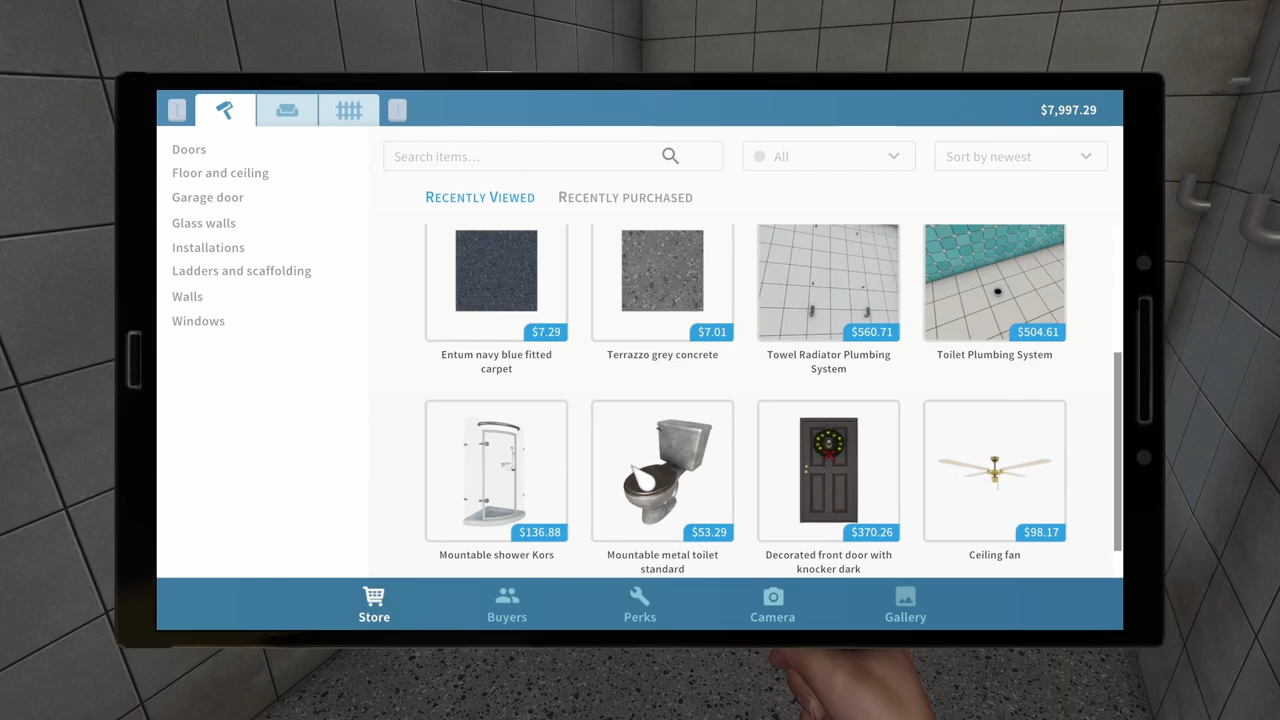 $7,997.29
Doors
Floor and ceiling
Garage door
Glass walls
Installations
Ladders and scaffolding
Walls
Windows
Search items...
All
Sort by newest
Recently Viewed
Recently purchased
$7.29
$7.01
$560.71
$504.61
Entum navy blue fitted
carpet
Terrazzo grey concrete
Towel Radiator Plumbing
System
Toilet Plumbing System
$136.88
$53.29
$370.26
$98.17
Mountable shower Kors
Mountable metal toilet
standard
Decorated front door with
knocker dark
Ceiling fan
Store
Buyers
Perks
Camera
Gallery